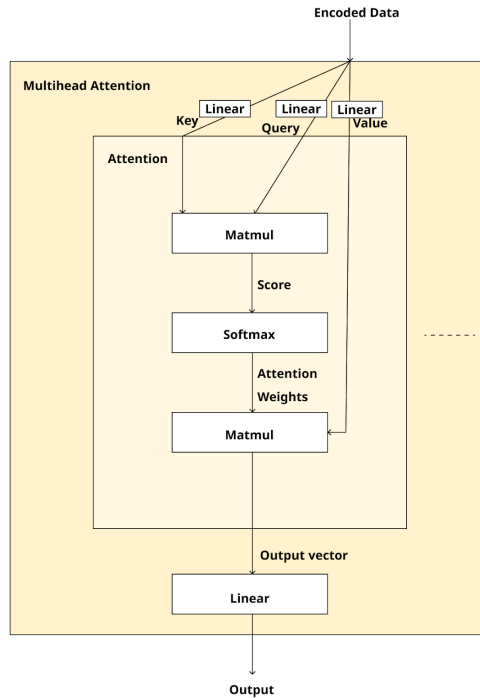 Encoded Data
Multihead Attention
Linear
Linear
Linear
Key
Query
Value
Attention
Matmul
Score
Softmax
Attention
Weights
Matmul
Output vector
Linear
Output